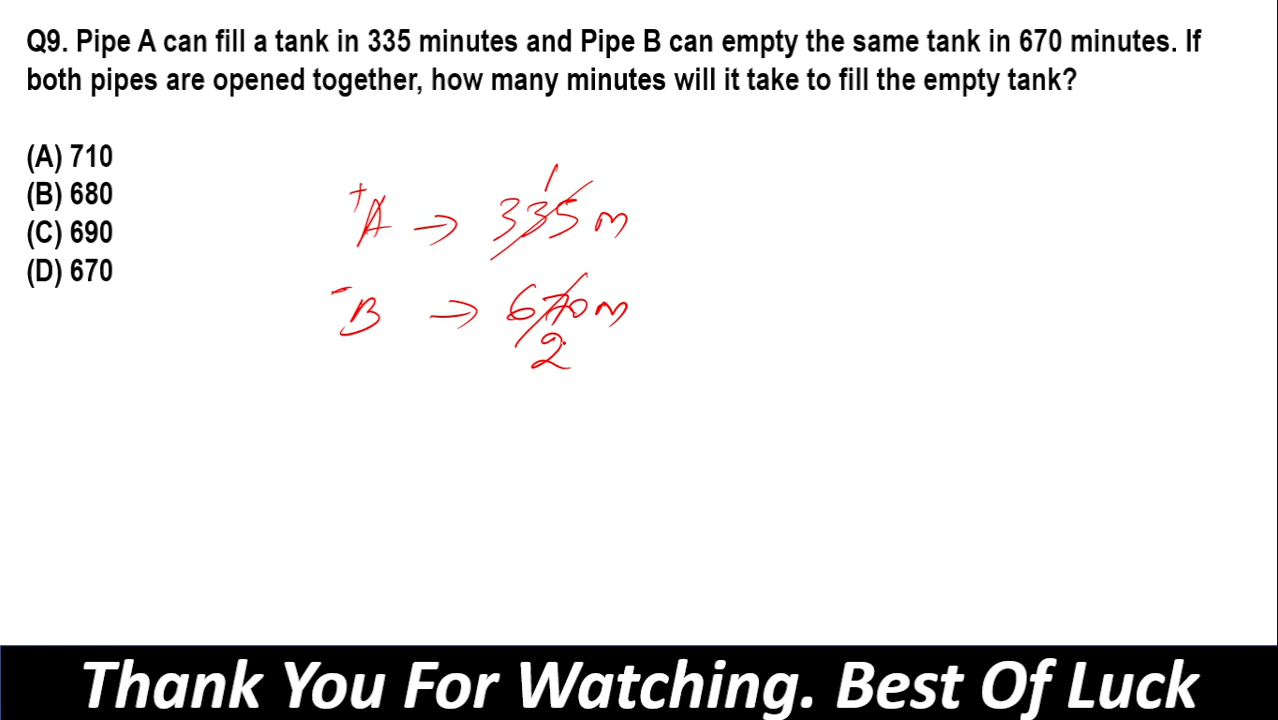 Q9. Pipe A can fill a tank in 335 minutes and Pipe B can empty the same tank in 670 minutes. If
both pipes are opened together, how many minutes will it take to fill the empty tank?
(A) 710
(B) 680
(C) 690
(D) 670
1
+A → 335 m
-B → 670 m
2
Thank You For Watching. Best Of Luck